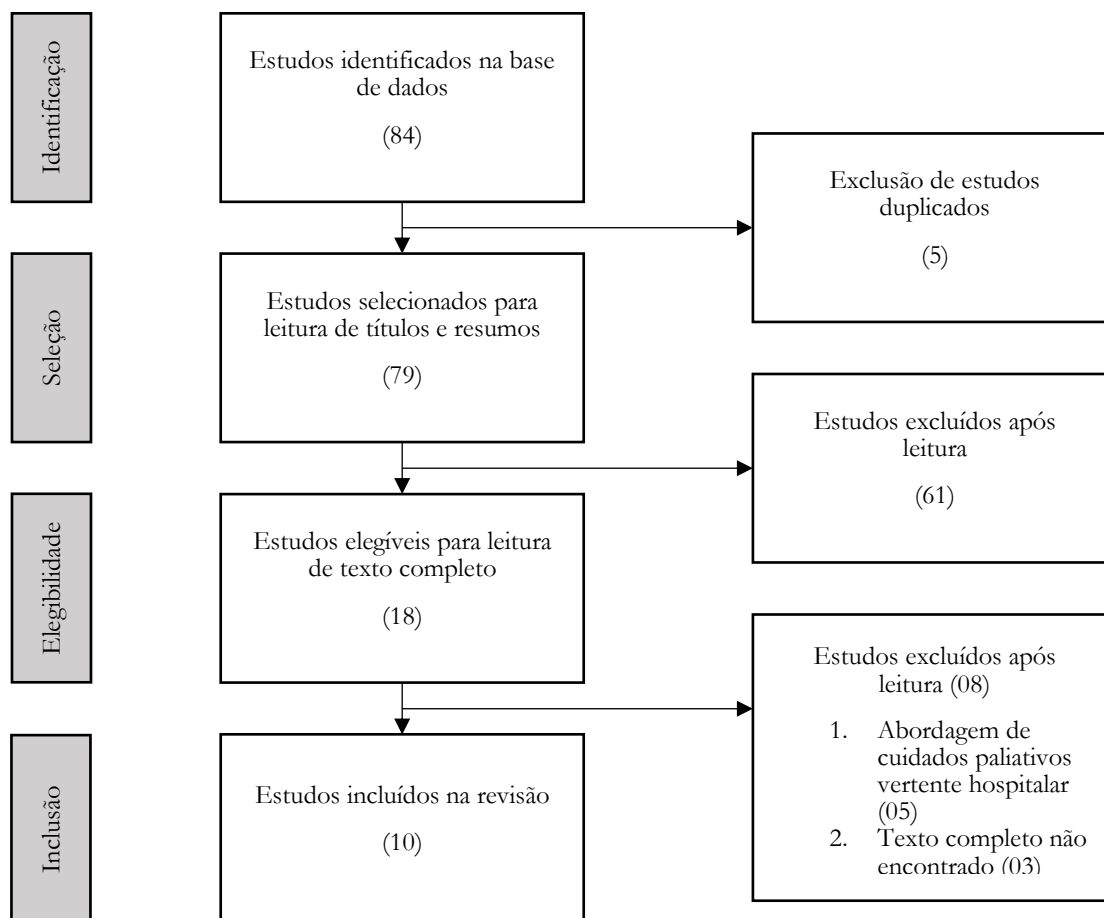 Identificação
Estudos identificados na base
de dados
(84)
Exclusão de estudos
duplicados
(5)
Seleção
Estudos selecionados para
leitura de títulos e resumos
(79)
Estudos excluídos após
leitura
(61)
Elegibilidade
Estudos elegíveis para leitura
de texto completo
(18)
Estudos excluídos após
leitura (08)
1. Abordagem de
cuidados paliativos
vertente hospitalar
(05)
2. Texto completo não
encontrado (03)
Inclusão
Estudos incluídos na revisão
(10)